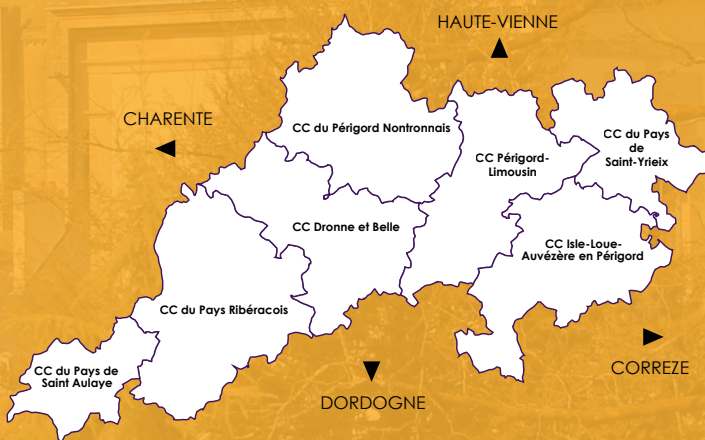 HAUTE-VIENNE
CHARENTE
CC du Périgord Nontronnais
CC du Pays
de
Saint-Yrieix
CC Périgord-
Limousin
CC Dronne et Belle
CC Isle-Loue-
Auvézère en Périgord
CC du Pays Ribéracois
CC du Pays de
Saint Aulaye
CORREZE
DORDOGNE